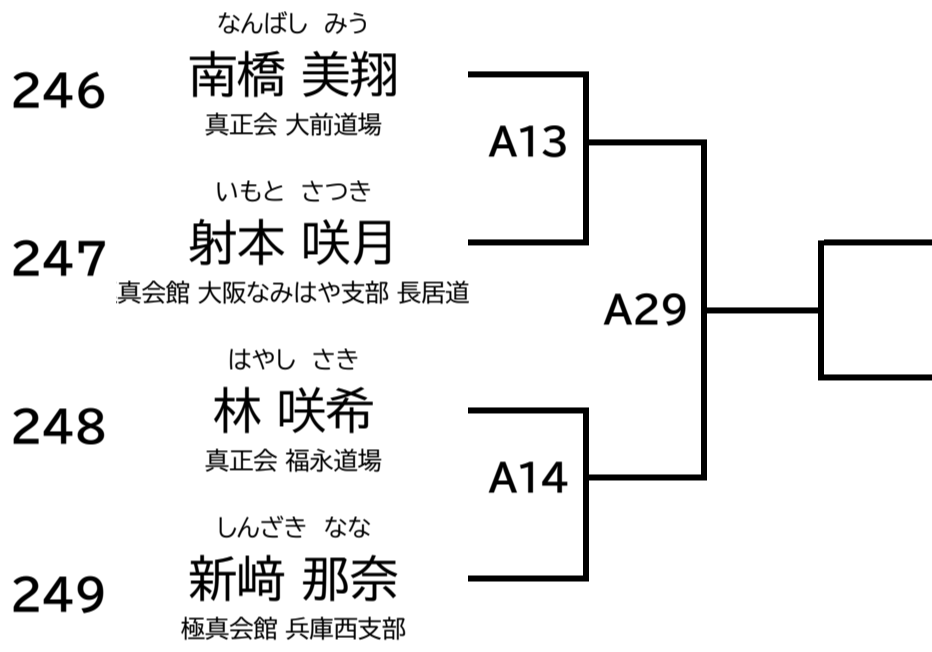 なんばし みう
246 南橋 美翔
真正会 大前道場
A13
いもと さつき
247 射本 咲月
真会館 大阪なみはや支部 長居道
A29
はやし さき
248 林 咲希
真正会 福永道場
A14
しんざき なな
249 新﨑 那奈
極真会館 兵庫西支部